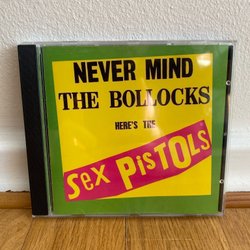 NEVER MIND
THE BOLLOCKS
HERE'S THE
Sex PiSTOLS